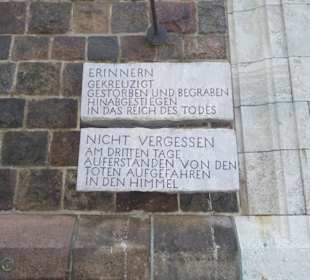 ERINNERN
GEKREUZIGT
GESTORBEN UND BEGRABEN
HINABGESTIEGEN
IN DAS REICH DES TODES
NICHT VERGESSEN
AM DRITTEN TAGE
AUFERSTANDEN VON DEN
TOTEN AUFGEFAHREN
IN DEN HIMMEL